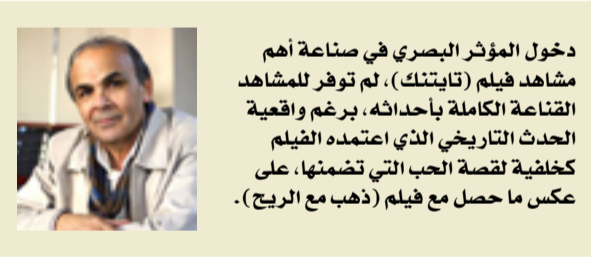 دخول المؤثر البصري في صناعة أهم
مشاهد فيلم (تايتنك)، لم توفر للمشاهد
القناعة الكاملة بأحداثه، برغم واقعية
الحدث التاريخي الذي اعتمده الفيلم
كخلفية لقصة الحب التي تضمنها، على
عكس ما حصل مع فيلم (ذهب مع الريح).